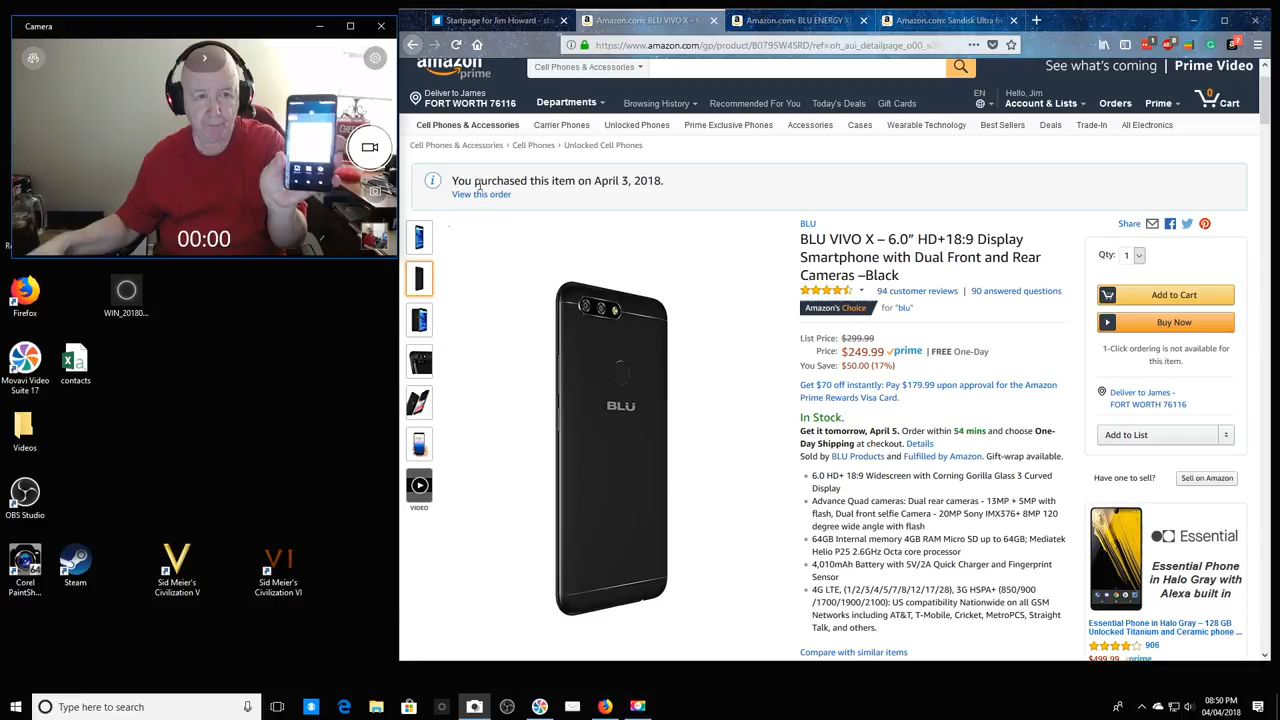 Camera
00:00
Firefox
WIN_20180...
Movavi Video
Suite 17
contacts
Videos
OBS Studio
Corel
PaintSh...
Steam
Sid Meier's
Civilization V
Sid Meier's
Civilization VI
Startpage for Jim Howard - sta
Amazon.com: BLU VIVO X – 6.
Amazon.com: BLU ENERGY X
Amazon.com: Sandisk Ultra 64
https://www.amazon.com/gp/product/B0795W4SRD/ref=oh_aui_detailpage_o00_s00
amazon
prime
Cell Phones & Accessories
See what's coming
Prime Video
Deliver to James
FORT WORTH 76116
Departments
Browsing History
Recommended For You
Today's Deals
Gift Cards
EN
Hello, Jim
Account & Lists
Orders
Prime
0
Cart
Cell Phones & Accessories
Carrier Phones
Unlocked Phones
Prime Exclusive Phones
Accessories
Cases
Wearable Technology
Best Sellers
Deals
Trade-In
All Electronics
Cell Phones & Accessories › Cell Phones › Unlocked Cell Phones
You purchased this item on April 3, 2018.
View this order
VIDEO
BLU
BLU
Share
BLU VIVO X – 6.0” HD+18:9 Display
Smartphone with Dual Front and Rear
Cameras –Black
94 customer reviews | 90 answered questions
Amazon's Choice for "blu"
List Price: $299.99
Price: $249.99 prime | FREE One-Day
You Save: $50.00 (17%)
Get $70 off instantly: Pay $179.99 upon approval for the Amazon
Prime Rewards Visa Card.
In Stock.
Get it tomorrow, April 5. Order within 54 mins and choose One-
Day Shipping at checkout. Details
Sold by BLU Products and Fulfilled by Amazon. Gift-wrap available.
6.0 HD+ 18:9 Widescreen with Corning Gorilla Glass 3 Curved
Display
Advance Quad cameras: Dual rear cameras - 13MP + 5MP with
flash, Dual front selfie Camera - 20MP Sony IMX376+ 8MP 120
degree wide angle with flash
64GB Internal memory 4GB RAM Micro SD up to 64GB; Mediatek
Helio P25 2.6GHz Octa core processor
4,010mAh Battery with 5V/2A Quick Charger and Fingerprint
Sensor
4G LTE, (1/2/3/4/5/7/8/12/17/28), 3G HSPA+ (850/900
/1700/1900/2100): US compatibility Nationwide on all GSM
Networks including AT&T, T-Mobile, Cricket, MetroPCS, Straight
Talk, and others.
Compare with similar items
Qty: 1
Add to Cart
Buy Now
1-Click ordering is not available for
this item.
Deliver to James -
FORT WORTH 76116
Add to List
Have one to sell?
Sell on Amazon
Essential
Essential Phone
in Halo Gray with
Alexa built in
Essential Phone in Halo Gray – 128 GB
Unlocked Titanium and Ceramic phone ...
906
$499.99 prime
Type here to search
08:50 PM
04/04/2018